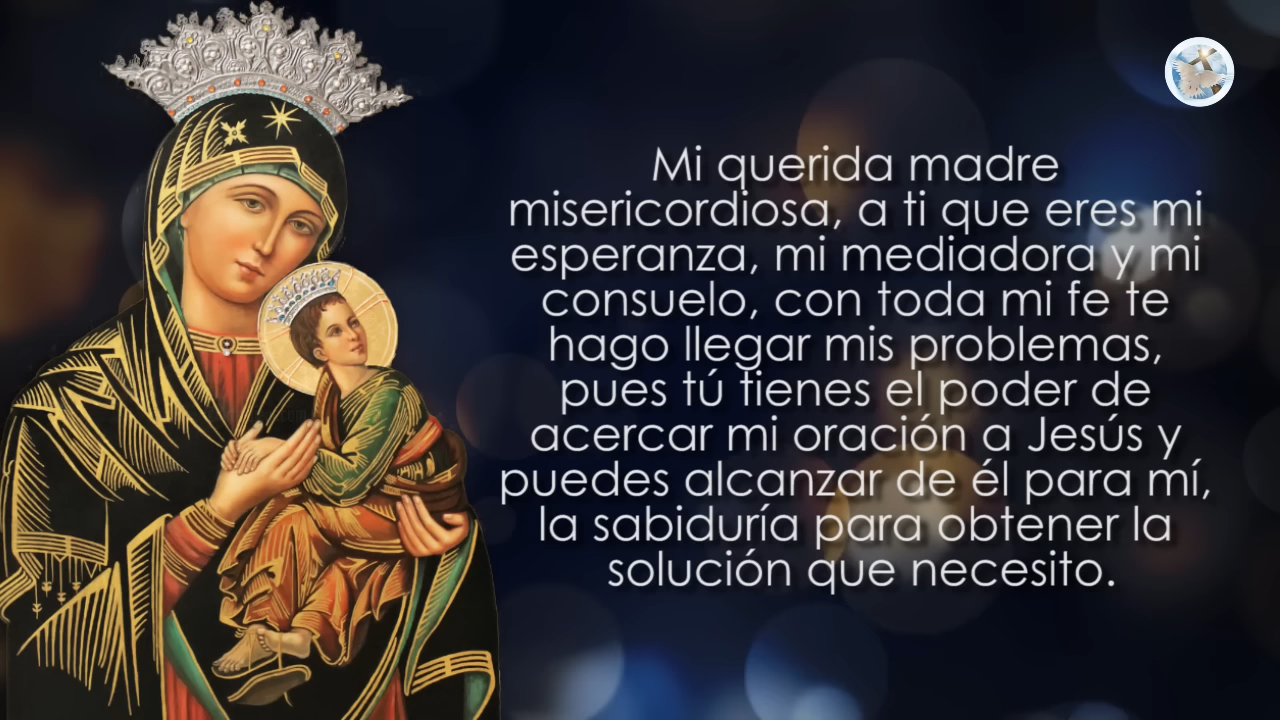 Mi querida madre
misericordiosa, a ti que eres mi
esperanza, mi mediadora y mi
consuelo, con toda mi fe te
hago llegar mis problemas,
pues tú tienes el poder de
acercar mi oración a Jesús y
puedes alcanzar de él para mí,
la sabiduría para obtener la
solución que necesito.